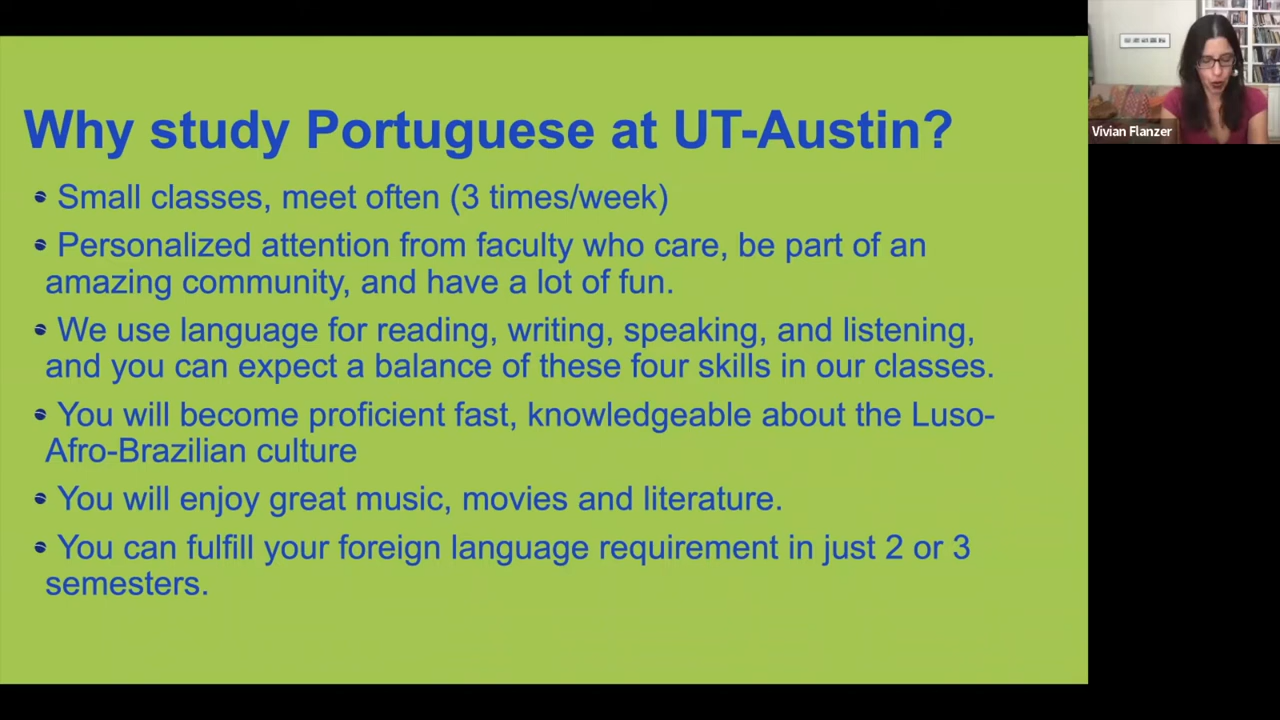 Why study Portuguese at UT-Austin?
Small classes, meet often (3 times/week)
Personalized attention from faculty who care, be part of an
amazing community, and have a lot of fun.
We use language for reading, writing, speaking, and listening,
and you can expect a balance of these four skills in our classes.
You will become proficient fast, knowledgeable about the Luso-
Afro-Brazilian culture
You will enjoy great music, movies and literature.
You can fulfill your foreign language requirement in just 2 or 3
semesters.
Vivian Flanzer